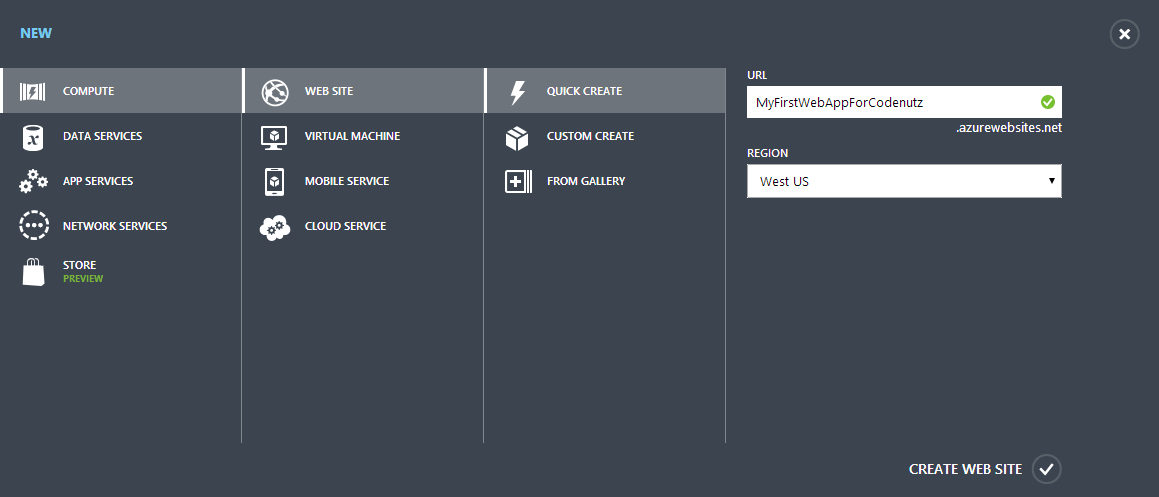 NEW
COMPUTE
DATA SERVICES
APP SERVICES
NETWORK SERVICES
STORE
PREVIEW
WEB SITE
VIRTUAL MACHINE
MOBILE SERVICE
CLOUD SERVICE
QUICK CREATE
CUSTOM CREATE
FROM GALLERY
URL
MyFirstWebAppForCodenutz
.azurewebsites.net
REGION
West US
CREATE WEB SITE